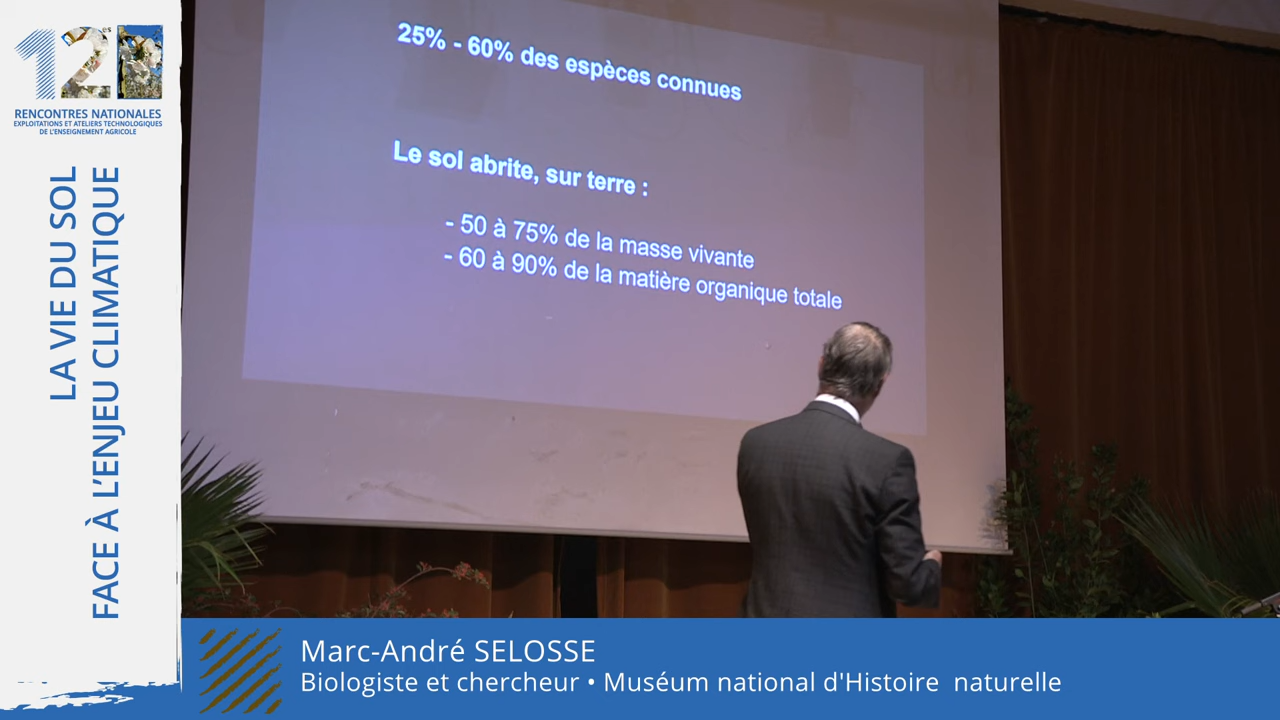 12
es
RENCONTRES NATIONALES
EXPLOITATIONS ET ATELIERS TECHNOLOGIQUES
DE L'ENSEIGNEMENT AGRICOLE
LA VIE DU SOL
FACE À L'ENJEU CLIMATIQUE
25% - 60% des espèces connues
Le sol abrite, sur terre :
- 50 à 75% de la masse vivante
- 60 à 90% de la matière organique totale
Marc-André SELOSSE
Biologiste et chercheur • Muséum national d'Histoire naturelle